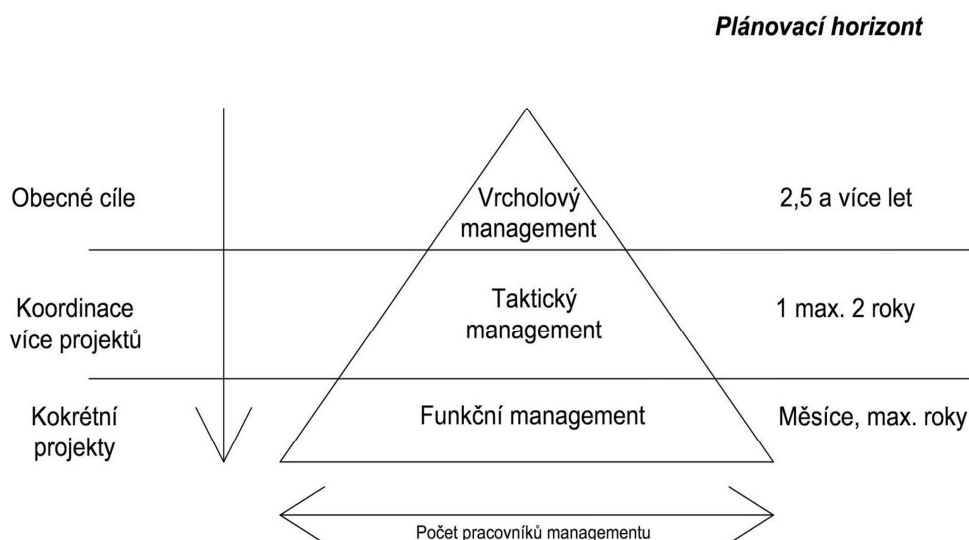 Plánovací horizont
Obecné cíle
Vrcholový
management
2,5 a více let
Koordinace
více projektů
Taktický
management
1 max. 2 roky
Kokrétní
projekty
Funkční management
Měsíce, max. roky
Počet pracovníků managementu